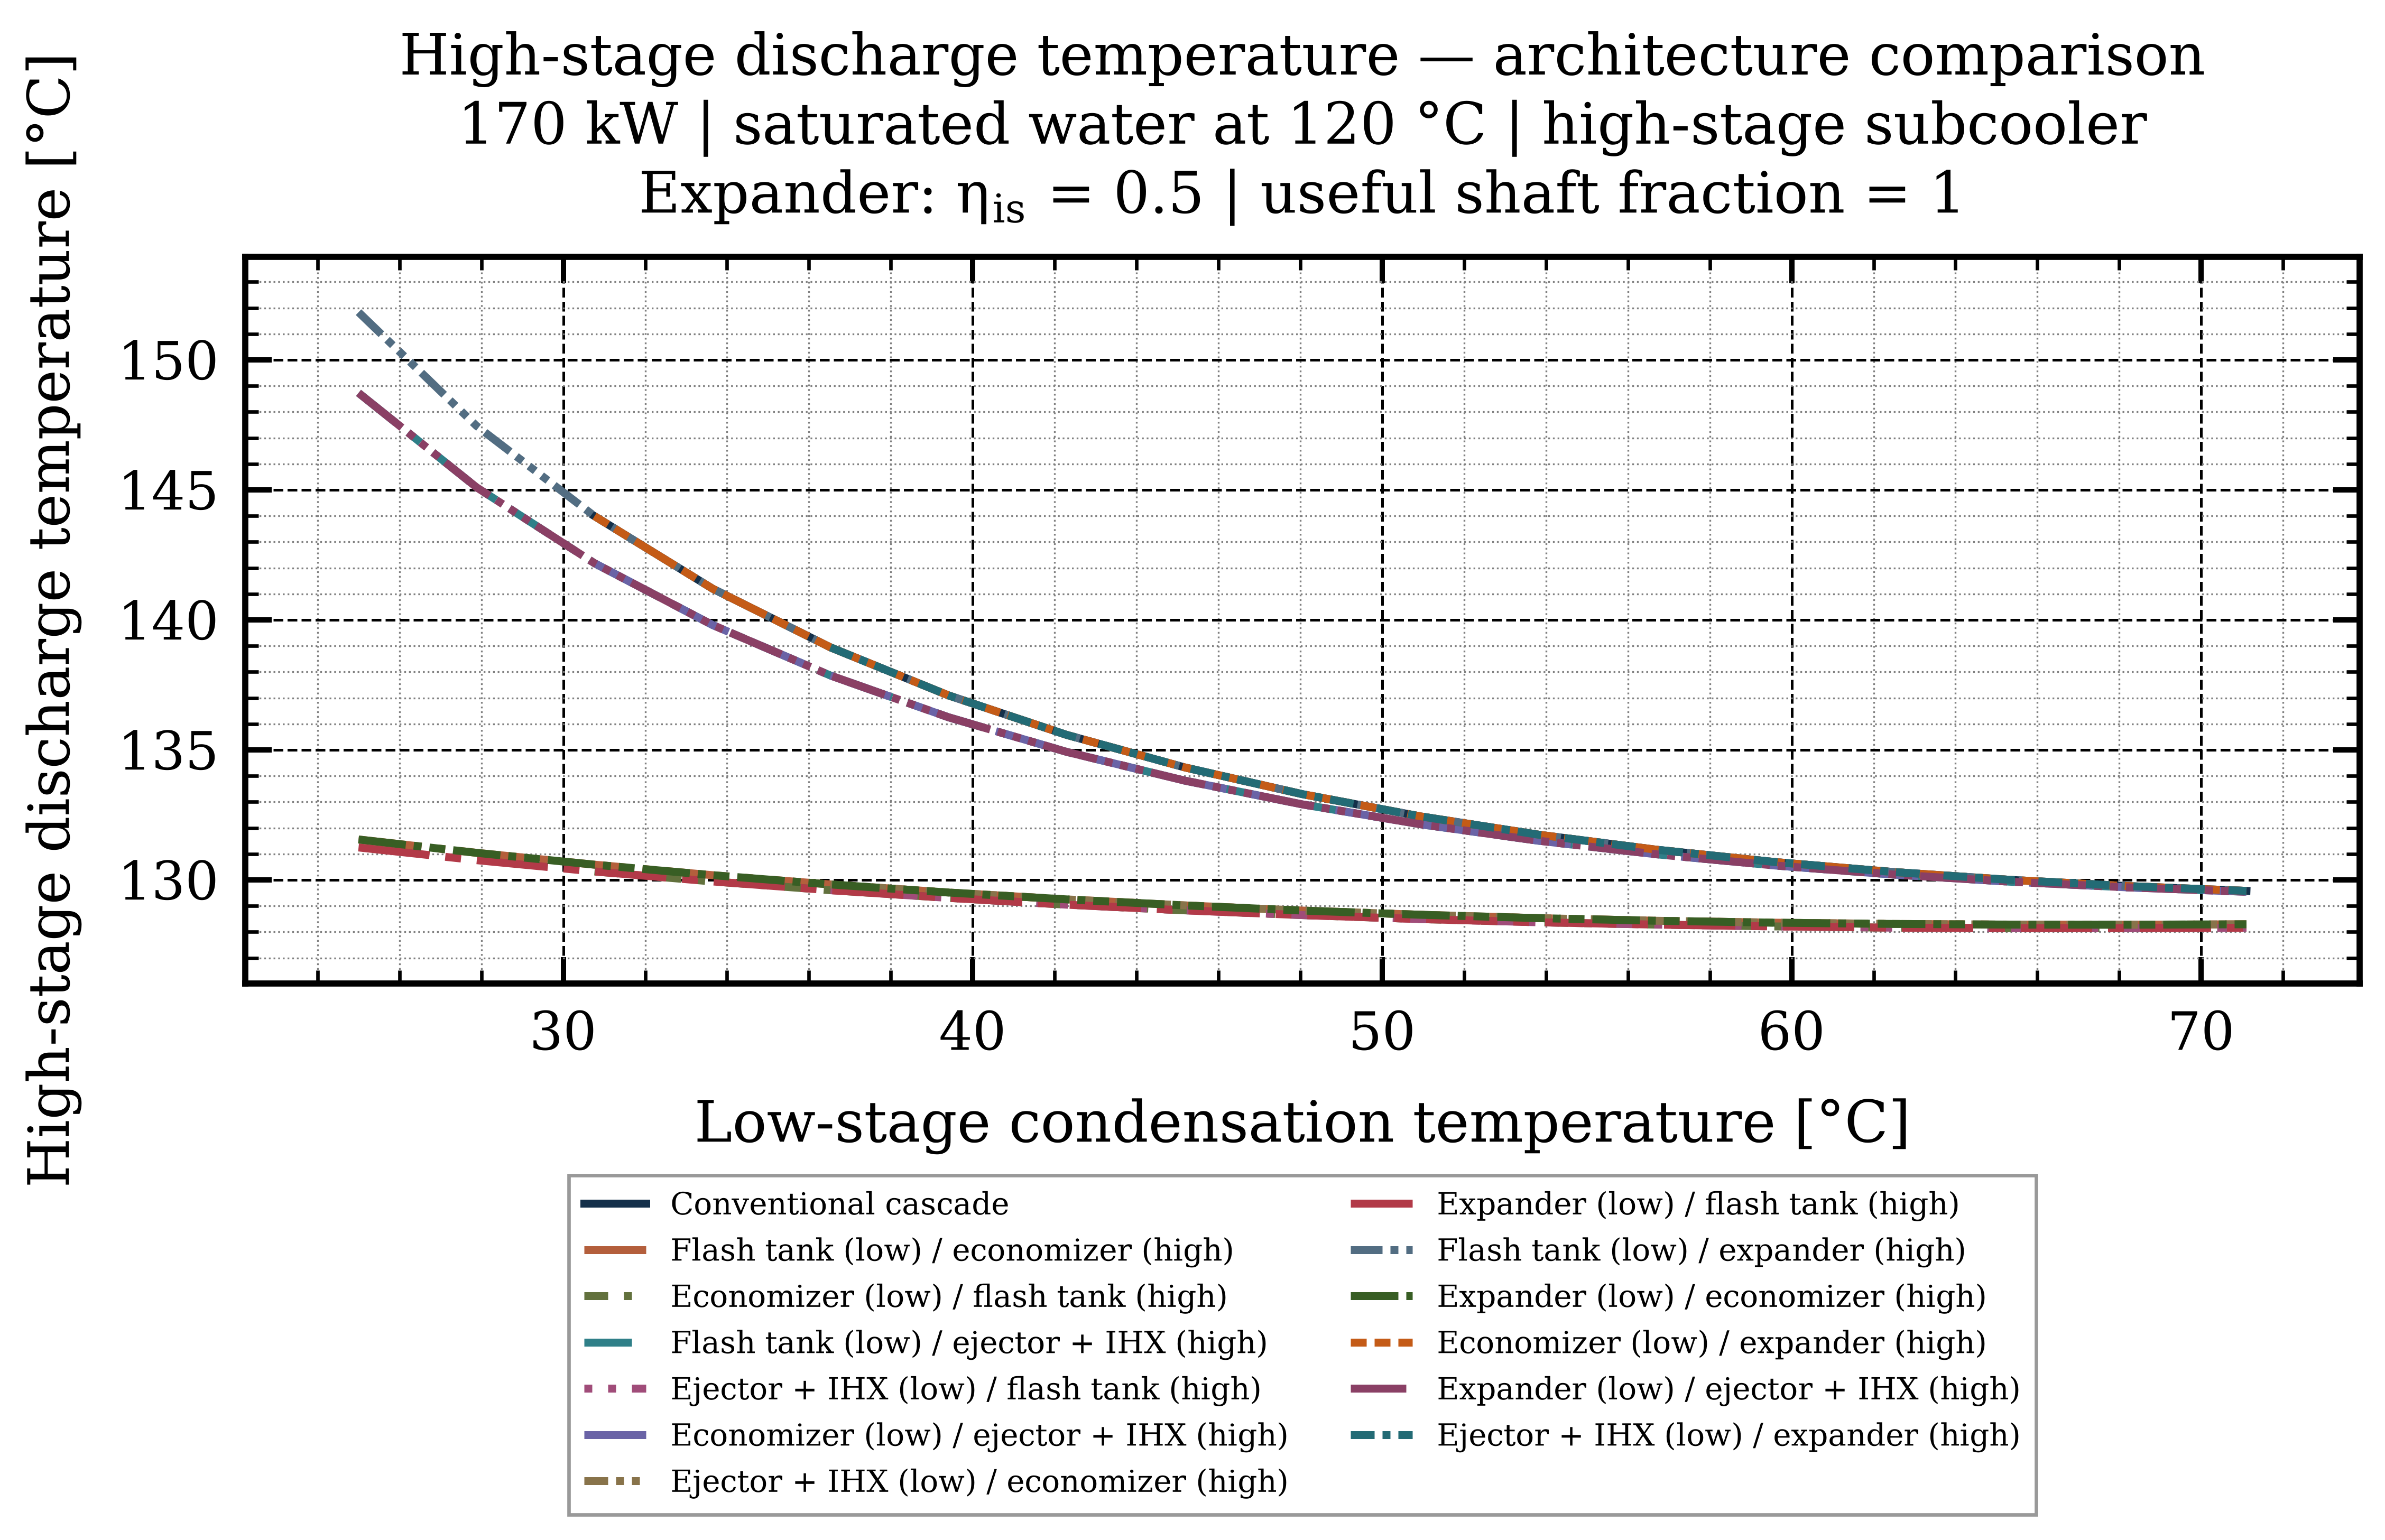 High-stage discharge temperature — architecture comparison
170 kW | saturated water at 120 °C | high-stage subcooler
Expander: ηis = 0.5 | useful shaft fraction = 1
High-stage discharge temperature [°C]
150
145
140
135
130
30 40 50 60 70
Low-stage condensation temperature [°C]
Conventional cascade
Flash tank (low) / economizer (high)
Economizer (low) / flash tank (high)
Flash tank (low) / ejector + IHX (high)
Ejector + IHX (low) / flash tank (high)
Economizer (low) / ejector + IHX (high)
Ejector + IHX (low) / economizer (high)
Expander (low) / flash tank (high)
Flash tank (low) / expander (high)
Expander (low) / economizer (high)
Economizer (low) / expander (high)
Expander (low) / ejector + IHX (high)
Ejector + IHX (low) / expander (high)